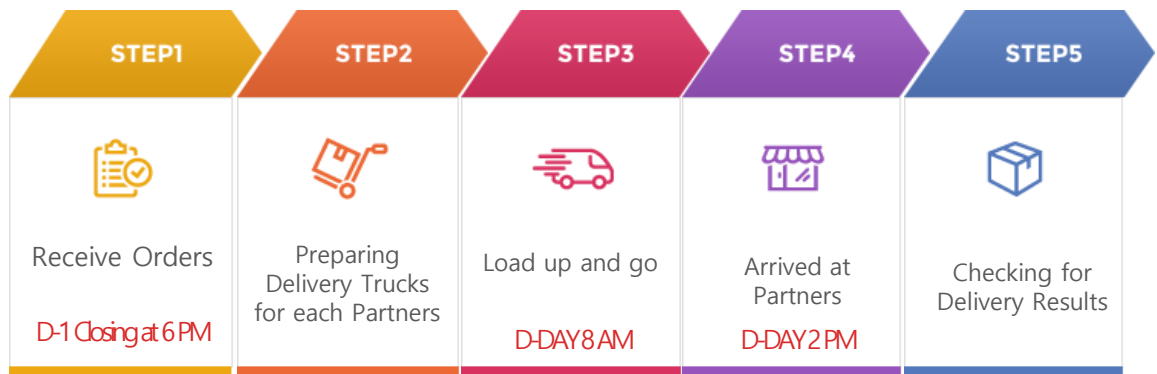 STEP1
STEP2
STEP3
STEP4
STEP5
Receive Orders
D-1 Closing at 6 PM
Preparing
Delivery Trucks
for each Partners
Load up and go
D-DAY 8 AM
Arrived at
Partners
D-DAY 2 PM
Checking for
Delivery Results